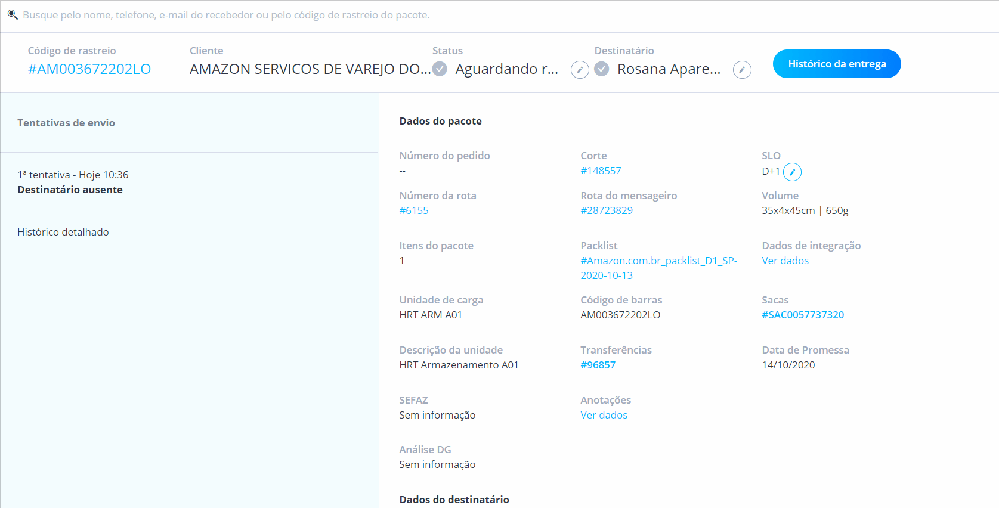 Busque pelo nome, telefone, e-mail do recebedor ou pelo código de rastreio do pacote.
Código de rastreio
#AM003672202LO
Cliente
AMAZON SERVICOS DE VAREJO DO...
Status
Aguardando r...
Destinatário
Rosana Apare...
Histórico da entrega
Tentativas de envio
1ª tentativa - Hoje 10:36
Destinatário ausente
Histórico detalhado
Dados do pacote
Número do pedido
--
Corte
#148557
SLO
D+1
Número da rota
#6155
Rota do mensageiro
#28723829
Volume
35x4x45cm | 650g
Itens do pacote
1
Packlist
#Amazon.com.br_packlist_D1_SP-
2020-10-13
Dados de integração
Ver dados
Unidade de carga
HRT ARM A01
Código de barras
AM003672202LO
Sacas
#SAC0057737320
Descrição da unidade
HRT Armazenamento A01
Transferências
#96857
Data de Promessa
14/10/2020
SEFAZ
Sem informação
Anotações
Ver dados
Análise DG
Sem informação
Dados do destinatário